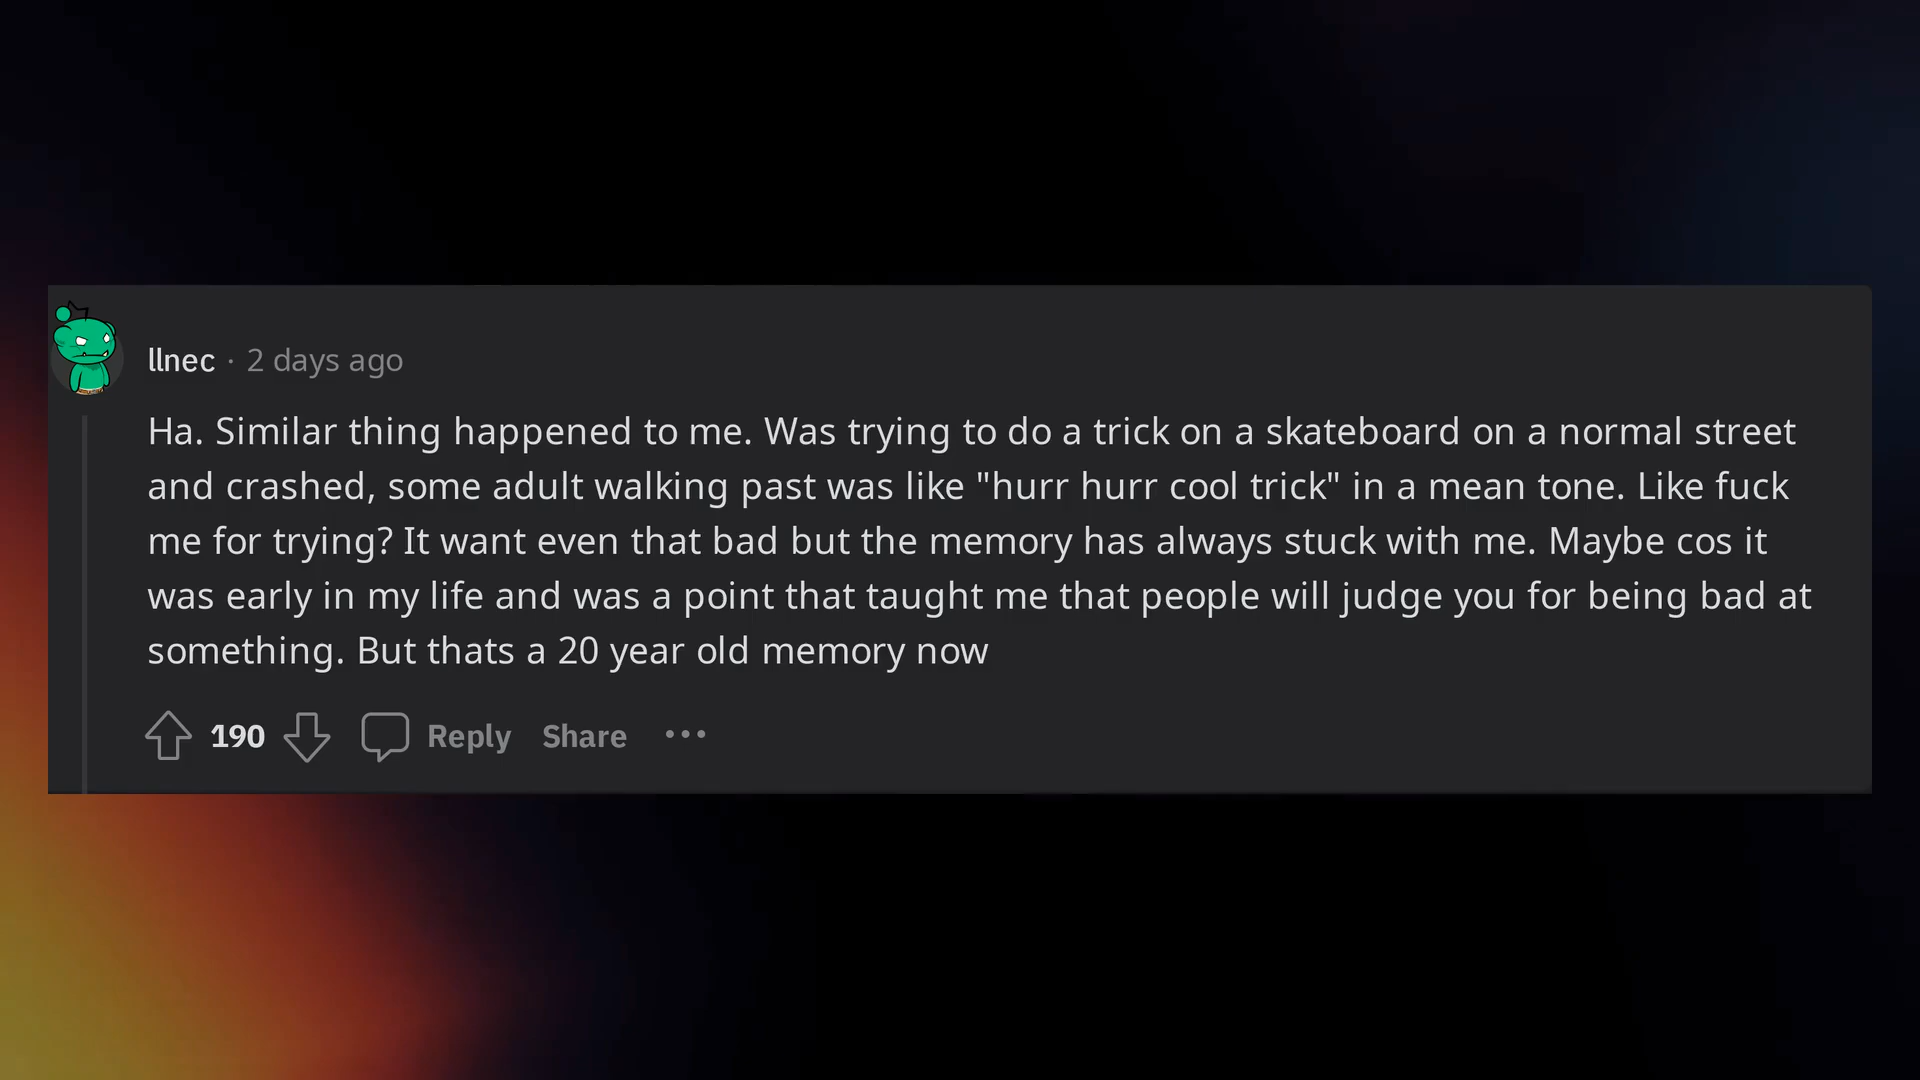 llnec · 2 days ago
Ha. Similar thing happened to me. Was trying to do a trick on a skateboard on a normal street
and crashed, some adult walking past was like "hurr hurr cool trick" in a mean tone. Like fuck
me for trying? It want even that bad but the memory has always stuck with me. Maybe cos it
was early in my life and was a point that taught me that people will judge you for being bad at
something. But thats a 20 year old memory now
190 Reply Share ...